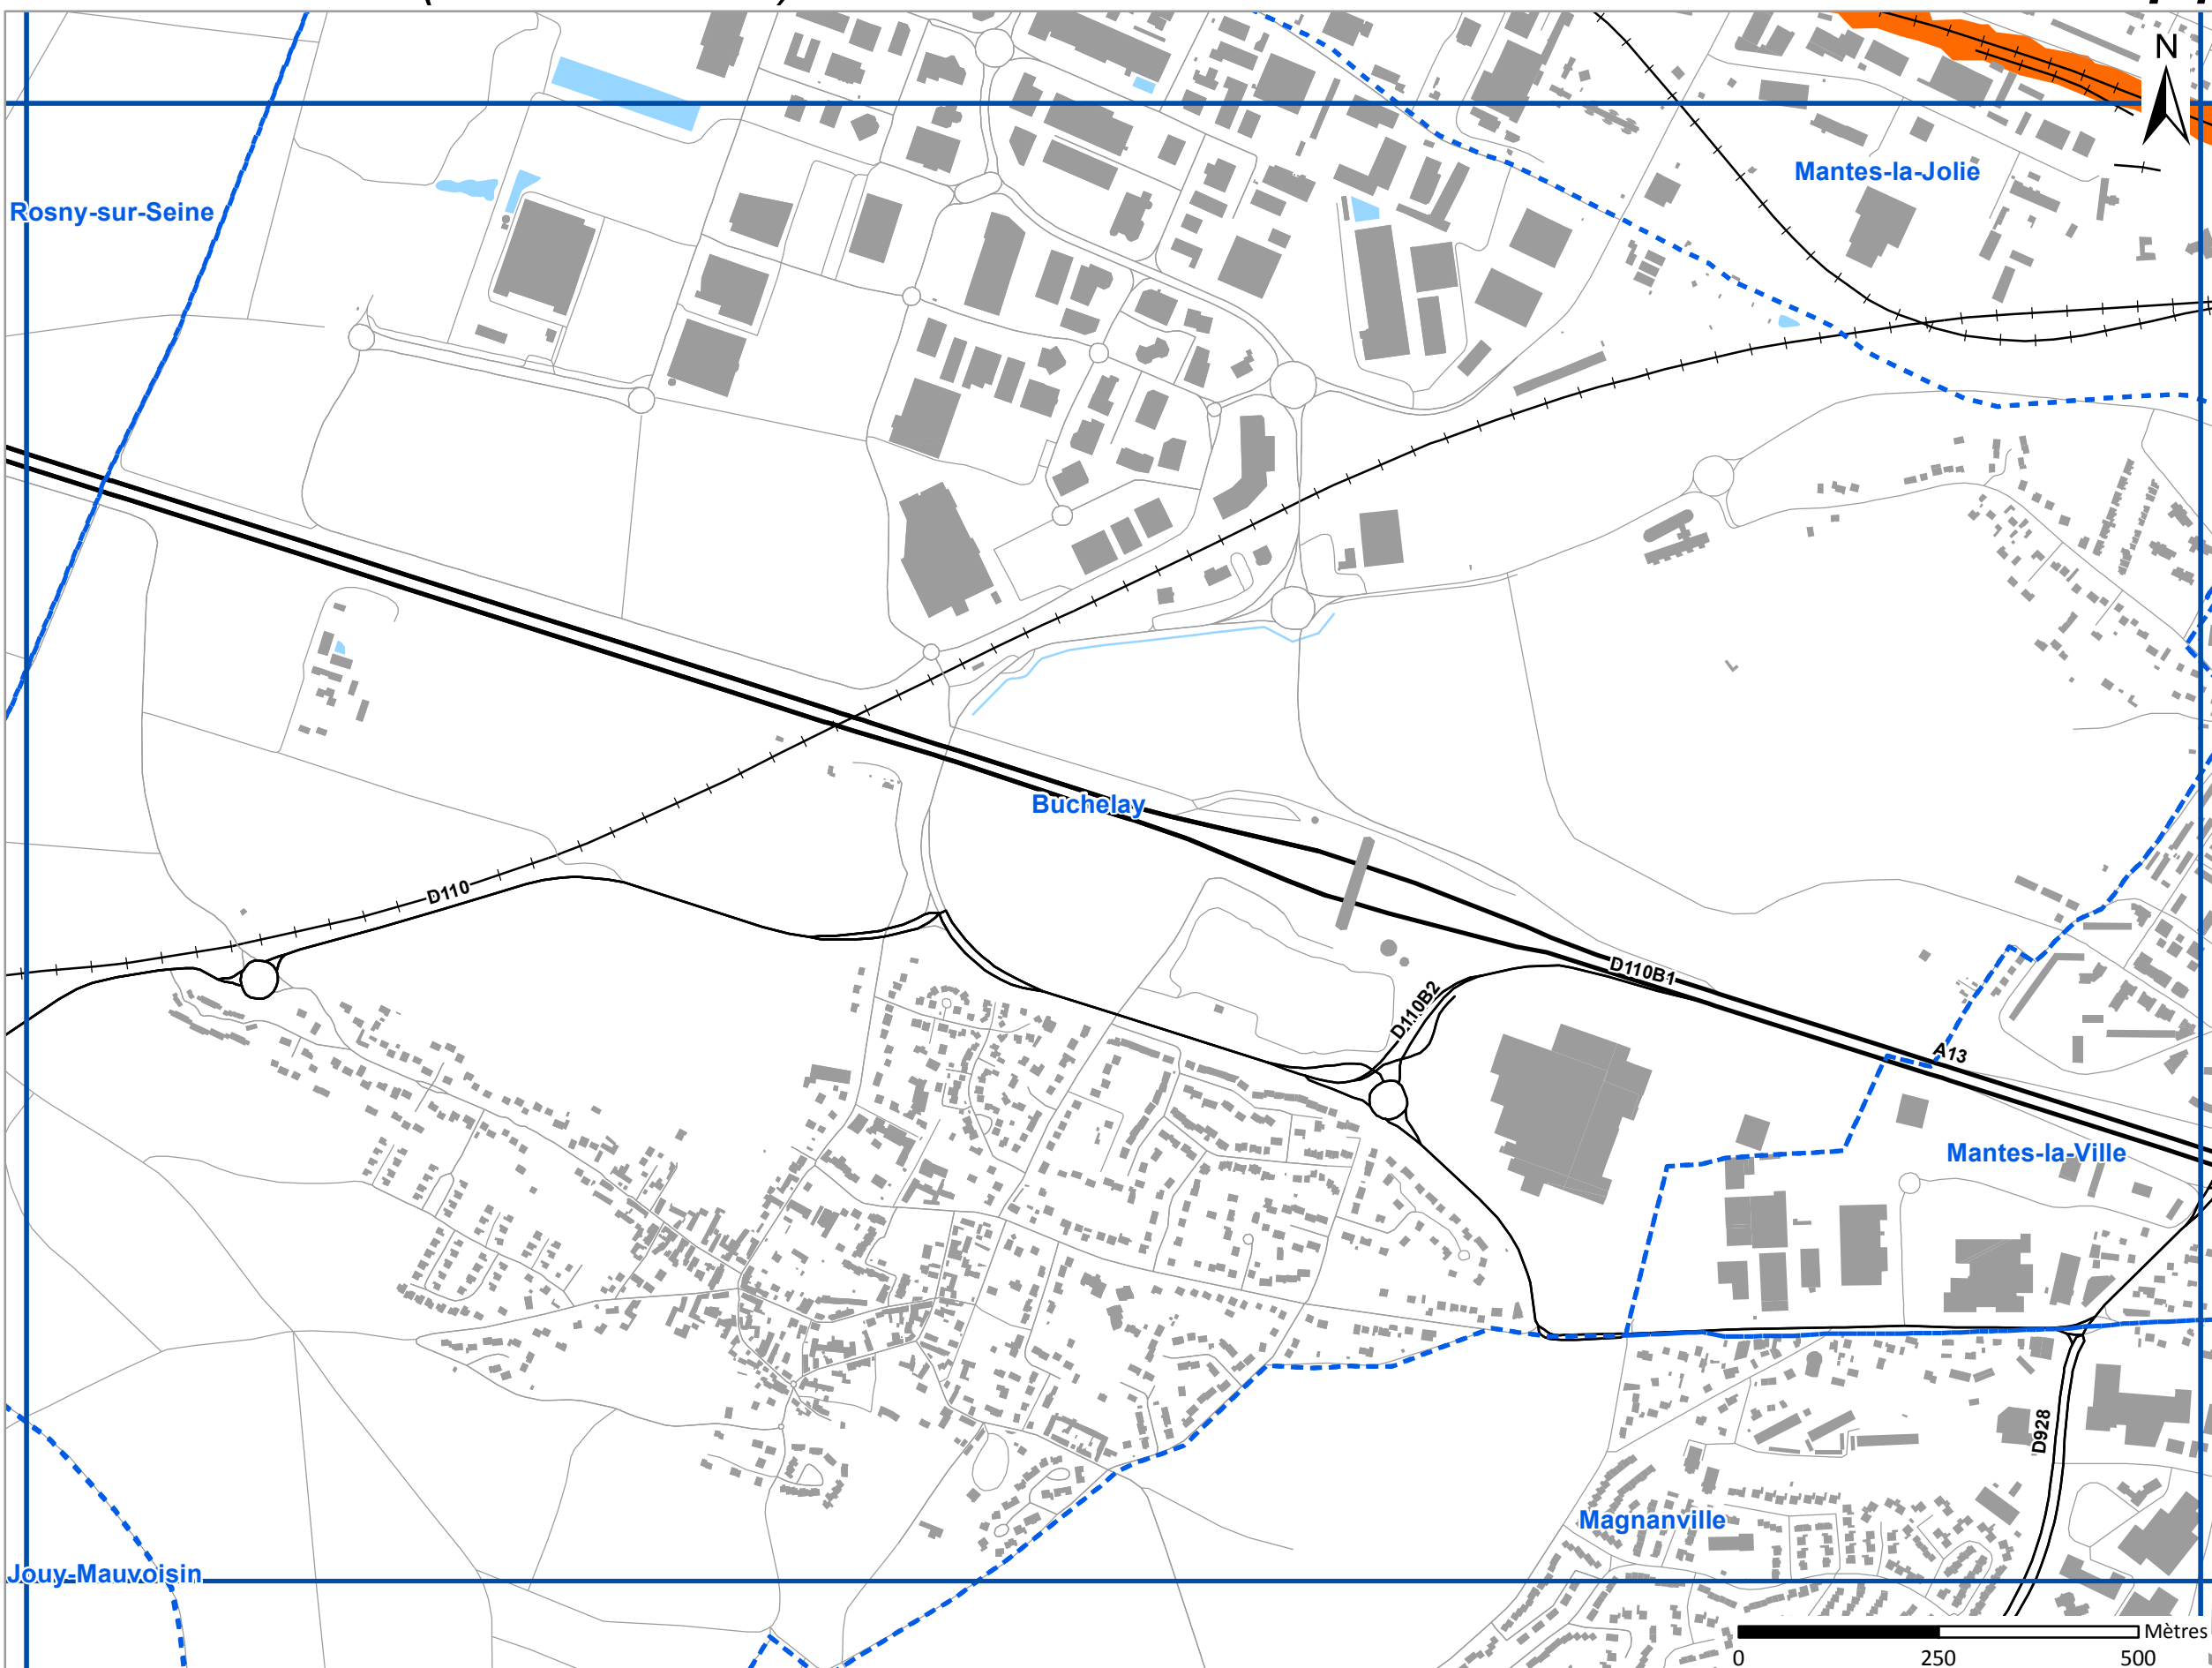 N
Mantes-la-Jolie
Rosny-sur-Seine
Buchelay
D110
D110B1
D110B2
A13
Mantes-la-Ville
D928
Magnanville
Jouy-Mauvoisin
Mètres
0 250 500